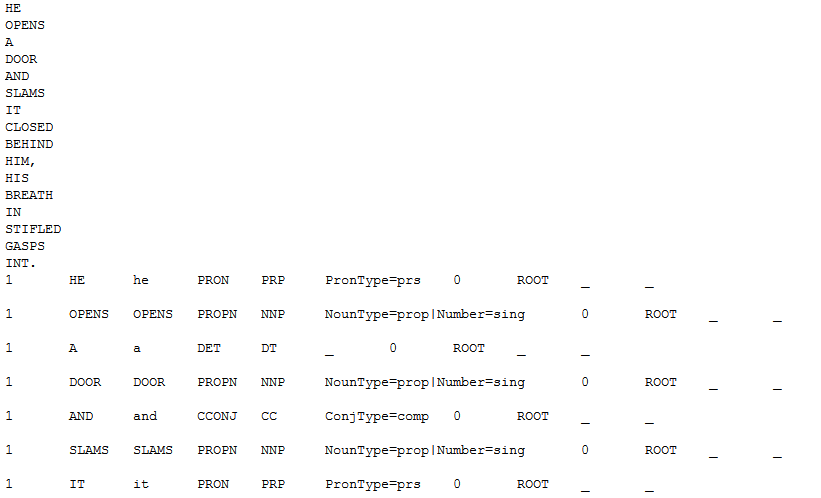 HE
OPENS
A
DOOR
AND
SLAMS
IT
CLOSED
BEHIND
HIM,
HIS
BREATH
IN
STIFLED
GASPS
INT.
1 HE he PRON PRP PronType=prs 0 ROOT _ _
1 OPENS OPENS PROPN NNP NounType=prop|Number=sing 0 ROOT _ _
1 A a DET DT _ 0 ROOT _ _
1 DOOR DOOR PROPN NNP NounType=prop|Number=sing 0 ROOT _ _
1 AND and CCONJ CC ConjType=comp 0 ROOT _ _
1 SLAMS SLAMS PROPN NNP NounType=prop|Number=sing 0 ROOT _ _
1 IT it PRON PRP PronType=prs 0 ROOT _ _